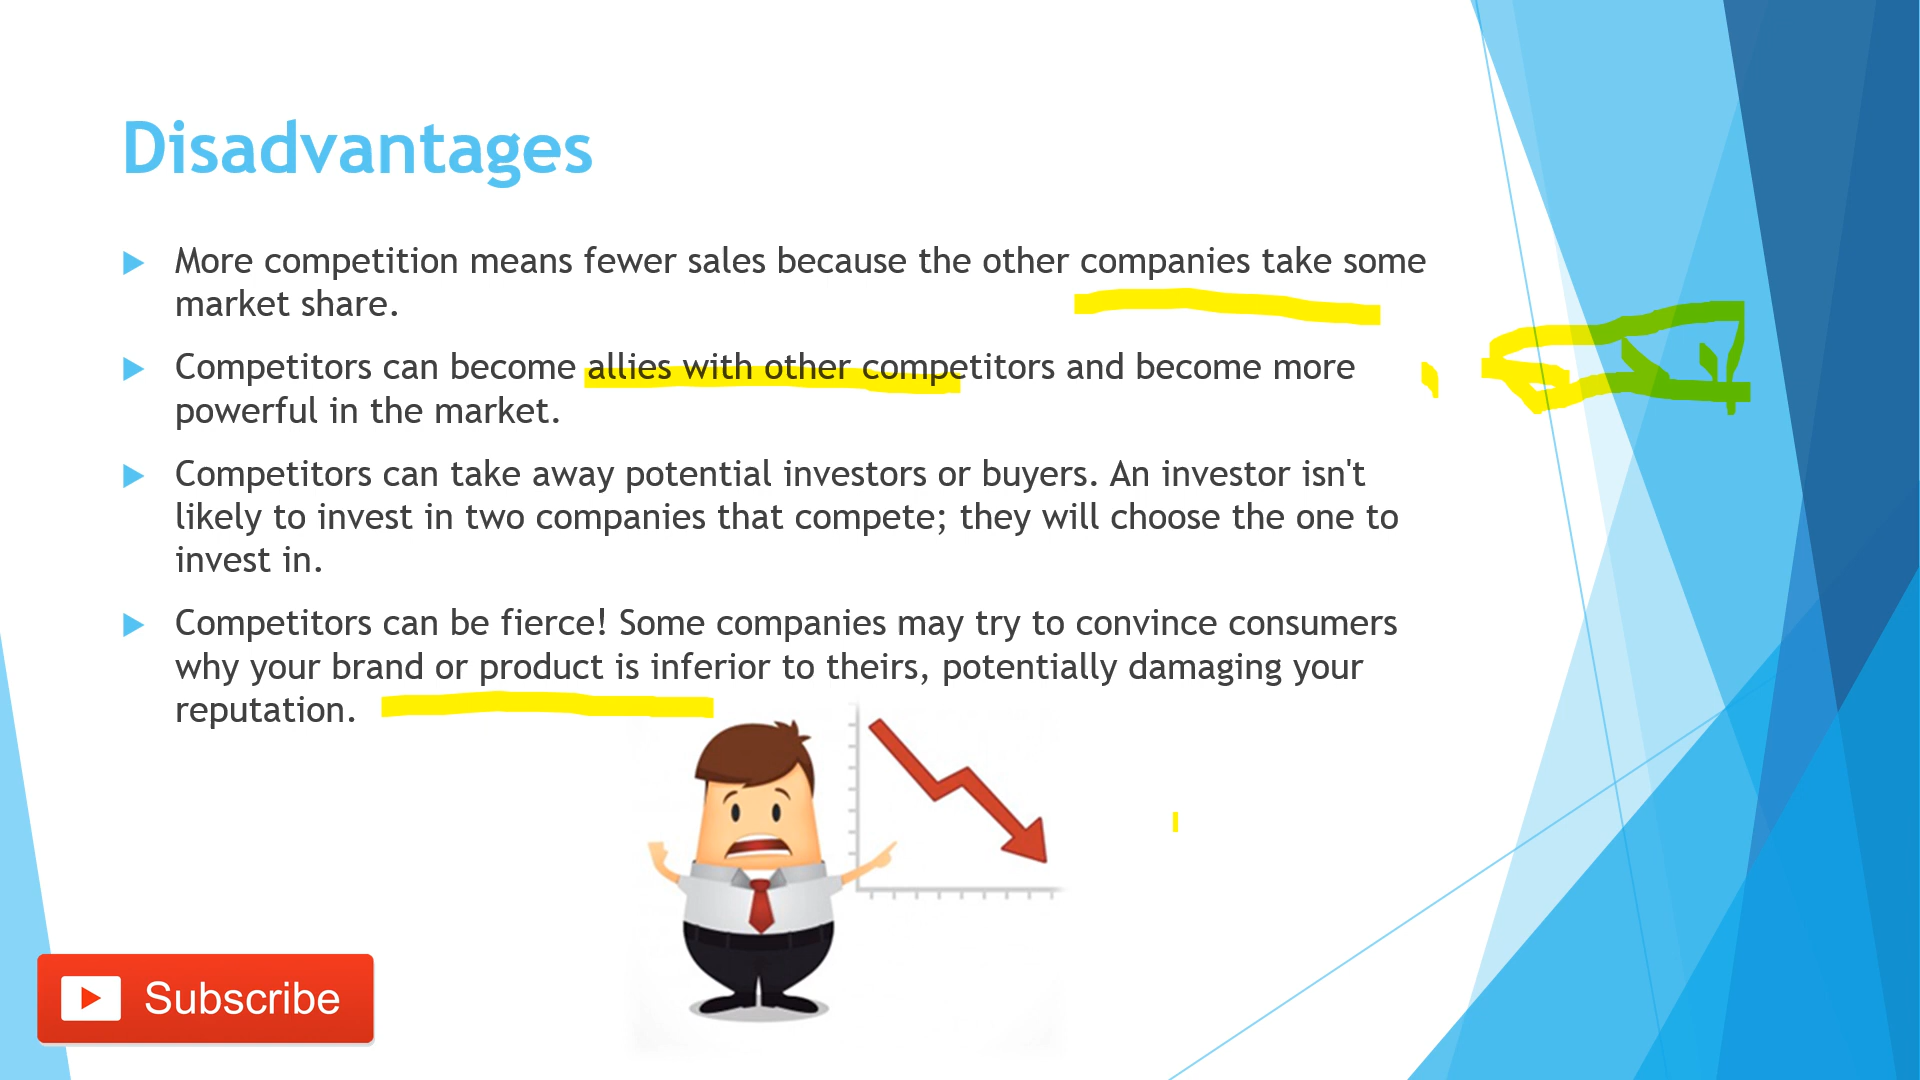 Disadvantages
More competition means fewer sales because the other companies take some
market share.
Competitors can become allies with other competitors and become more
powerful in the market.
Competitors can take away potential investors or buyers. An investor isn't
likely to invest in two companies that compete; they will choose the one to
invest in.
Competitors can be fierce! Some companies may try to convince consumers
why your brand or product is inferior to theirs, potentially damaging your
reputation.
Subscribe